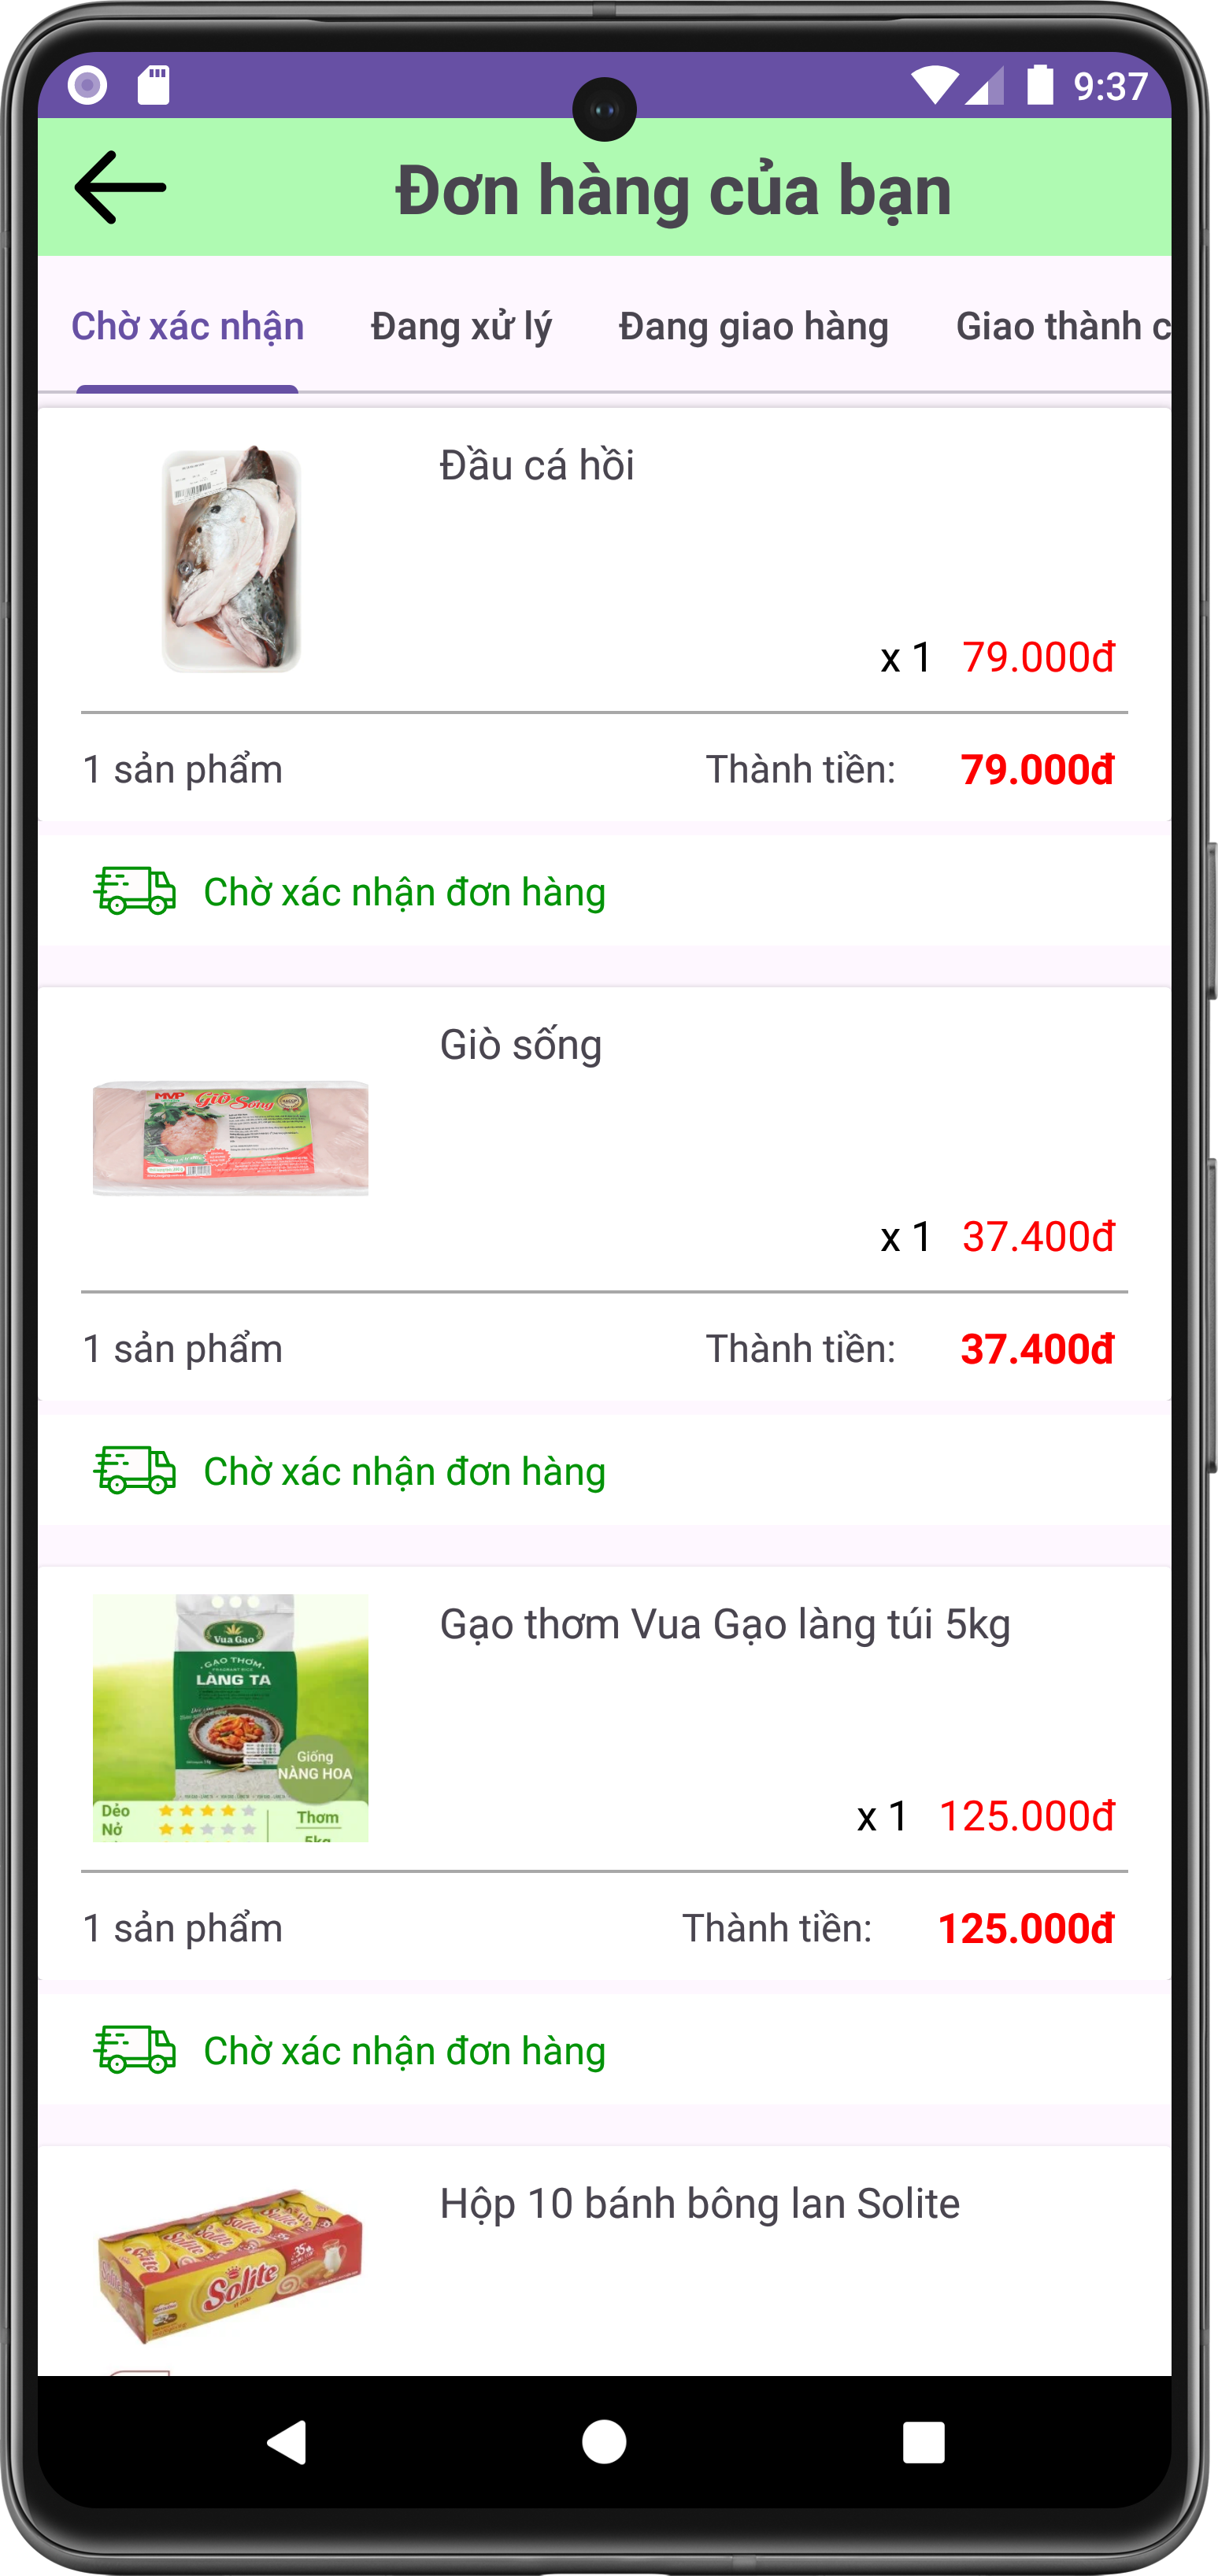 9:37
Đơn hàng của bạn
Chờ xác nhận Đang xử lý Đang giao hàng Giao thành c
Đầu cá hồi
x 1 79.000đ
1 sản phẩm Thành tiền: 79.000đ
Chờ xác nhận đơn hàng
Giò sống
MVP Giò Song
x 1 37.400đ
1 sản phẩm Thành tiền: 37.400đ
Chờ xác nhận đơn hàng
Gạo thơm Vua Gạo làng túi 5kg
Vua Gạo
GẠO THƠM
LÀNG TA
Giống
NÀNG HOA
Dẻo
Thơm
Nở
5kg
x 1 125.000đ
1 sản phẩm Thành tiền: 125.000đ
Chờ xác nhận đơn hàng
Hộp 10 bánh bông lan Solite
Solite